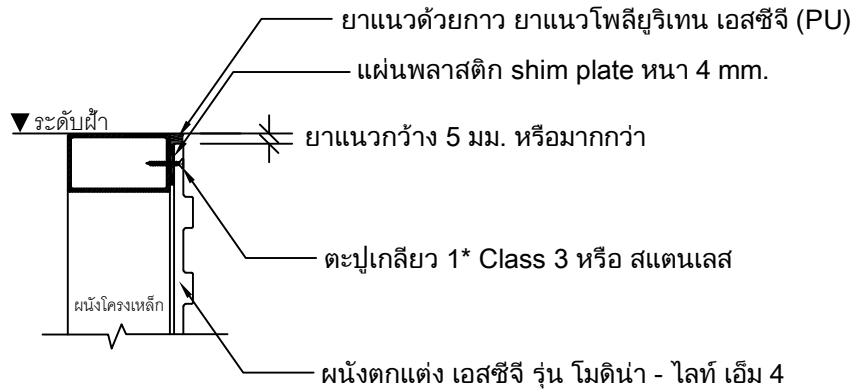 ยาแนวด้วยกาว ยาแนวโพลียูริเทน เอสซีจี (PU)
แผ่นพลาสติก shim plate หนา 4 mm.
ระดับฝ้า
ยาแนวกว้าง 5 มม. หรือมากกว่า
ตะปูเกลียว 1* Class 3 หรือ สแตนเลส
ผนังโครงเหล็ก
ผนังตกแต่ง เอสซีจี รุ่น โมดิน่า - ไลท์ เอ็ม 4